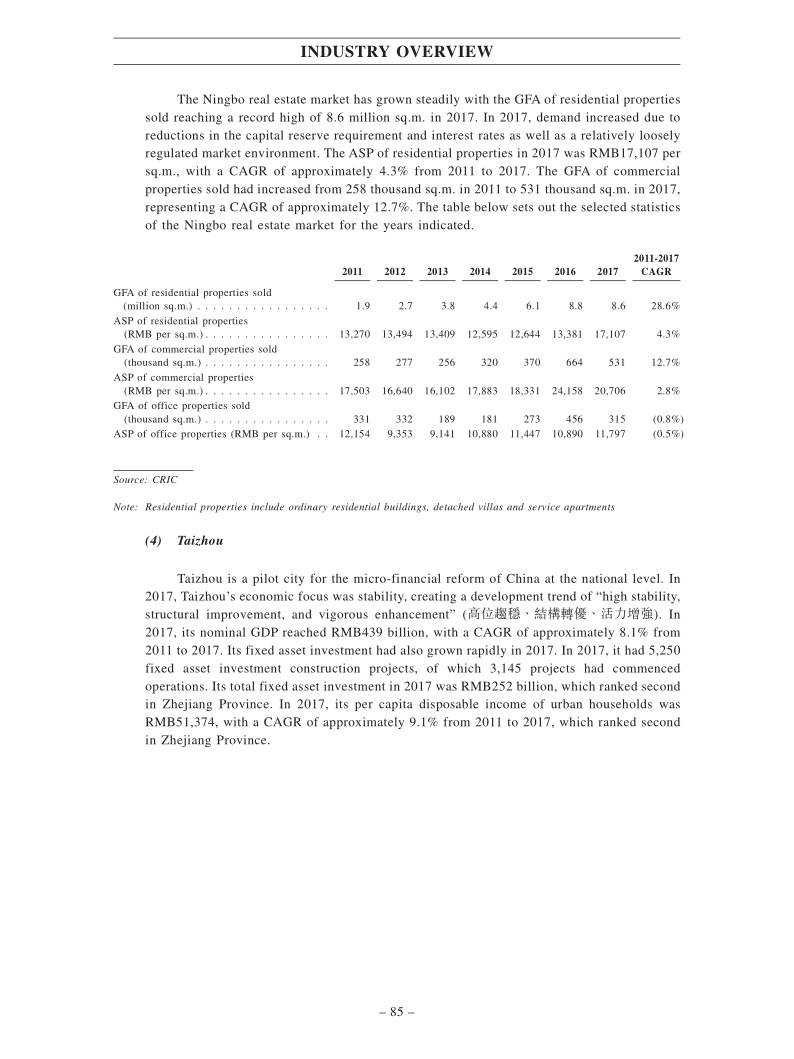 INDUSTRY OVERVIEW
The Ningbo real estate market has grown steadily with the GFA of residential properties
sold reaching a record high of 8.6 million sq.m. in 2017. In 2017, demand increased due to
reductions in the capital reserve requirement and interest rates as well as a relatively loosely
regulated market environment. The ASP of residential properties in 2017 was RMB17,107 per
sq.m., with a CAGR of approximately 4.3% from 2011 to 2017. The GFA of commercial
properties sold had increased from 258 thousand sq.m. in 2011 to 531 thousand sq.m. in 2017,
representing a CAGR of approximately 12.7%. The table below sets out the selected statistics
of the Ningbo real estate market for the years indicated.
2011-2017
2011 2012 2013 2014 2015 2016 2017 CAGR
GFA of residential properties sold
(million sq.m.) . . . . . . . . . . . . . . . . . 1.9 2.7 3.8 4.4 6.1 8.8 8.6 28.6%
ASP of residential properties
(RMB per sq.m.) . . . . . . . . . . . . . . . . 13,270 13,494 13,409 12,595 12,644 13,381 17,107 4.3%
GFA of commercial properties sold
(thousand sq.m.) . . . . . . . . . . . . . . . . 258 277 256 320 370 664 531 12.7%
ASP of commercial properties
(RMB per sq.m.) . . . . . . . . . . . . . . . . 17,503 16,640 16,102 17,883 18,331 24,158 20,706 2.8%
GFA of office properties sold
(thousand sq.m.) . . . . . . . . . . . . . . . . 331 332 189 181 273 456 315 (0.8%)
ASP of office properties (RMB per sq.m.) . . 12,154 9,353 9,141 10,880 11,447 10,890 11,797 (0.5%)
Source: CRIC
Note: Residential properties include ordinary residential buildings, detached villas and service apartments
(4) Taizhou
Taizhou is a pilot city for the micro-financial reform of China at the national level. In
2017, Taizhou’s economic focus was stability, creating a development trend of “high stability,
structural improvement, and vigorous enhancement” (高位趨穩、結構轉優、活力增強). In
2017, its nominal GDP reached RMB439 billion, with a CAGR of approximately 8.1% from
2011 to 2017. Its fixed asset investment had also grown rapidly in 2017. In 2017, it had 5,250
fixed asset investment construction projects, of which 3,145 projects had commenced
operations. Its total fixed asset investment in 2017 was RMB252 billion, which ranked second
in Zhejiang Province. In 2017, its per capita disposable income of urban households was
RMB51,374, with a CAGR of approximately 9.1% from 2011 to 2017, which ranked second
in Zhejiang Province.
– 85 –